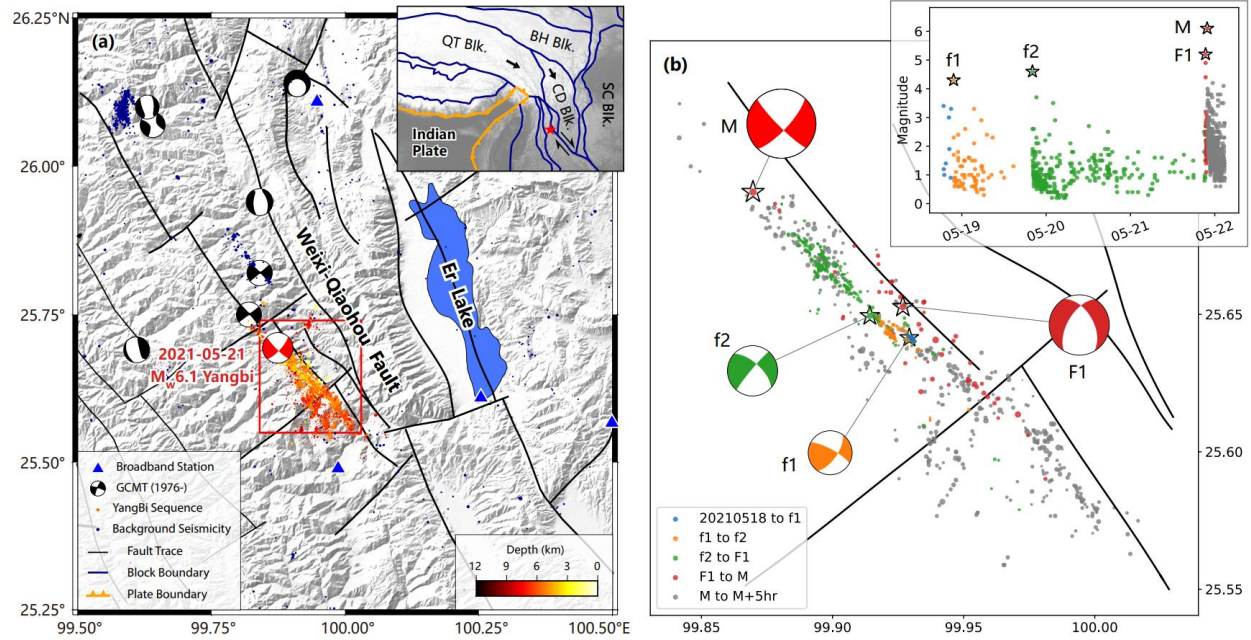 26.25°N
26.00°
25.75°
25.50°
25.25°
99.50°
99.75°
100.00°
100.25°
100.50°E
(a)
QT Blk.
BH Blk.
CD Blk.
SC Blk.
Indian
Plate
Weixi-Qiaohou Fault
Er Lake
2021-05-21
Mw6.1 Yangbi
Broadband Station
GCMT (1976-)
YangBi Sequence
Background Seismicity
Fault Trace
Block Boundary
Plate Boundary
Depth (km)
12 9 6 3 0
(b)
M
f2
f1
F1
Magnitude
6
5
4
3
2
1
0
f1
f2
M
F1
05-19
05-20
05-21
05-22
20210518 to f1
f1 to f2
f2 to F1
F1 to M
M to M+5hr
25.65
25.60
25.55
99.85
99.90
99.95
100.00